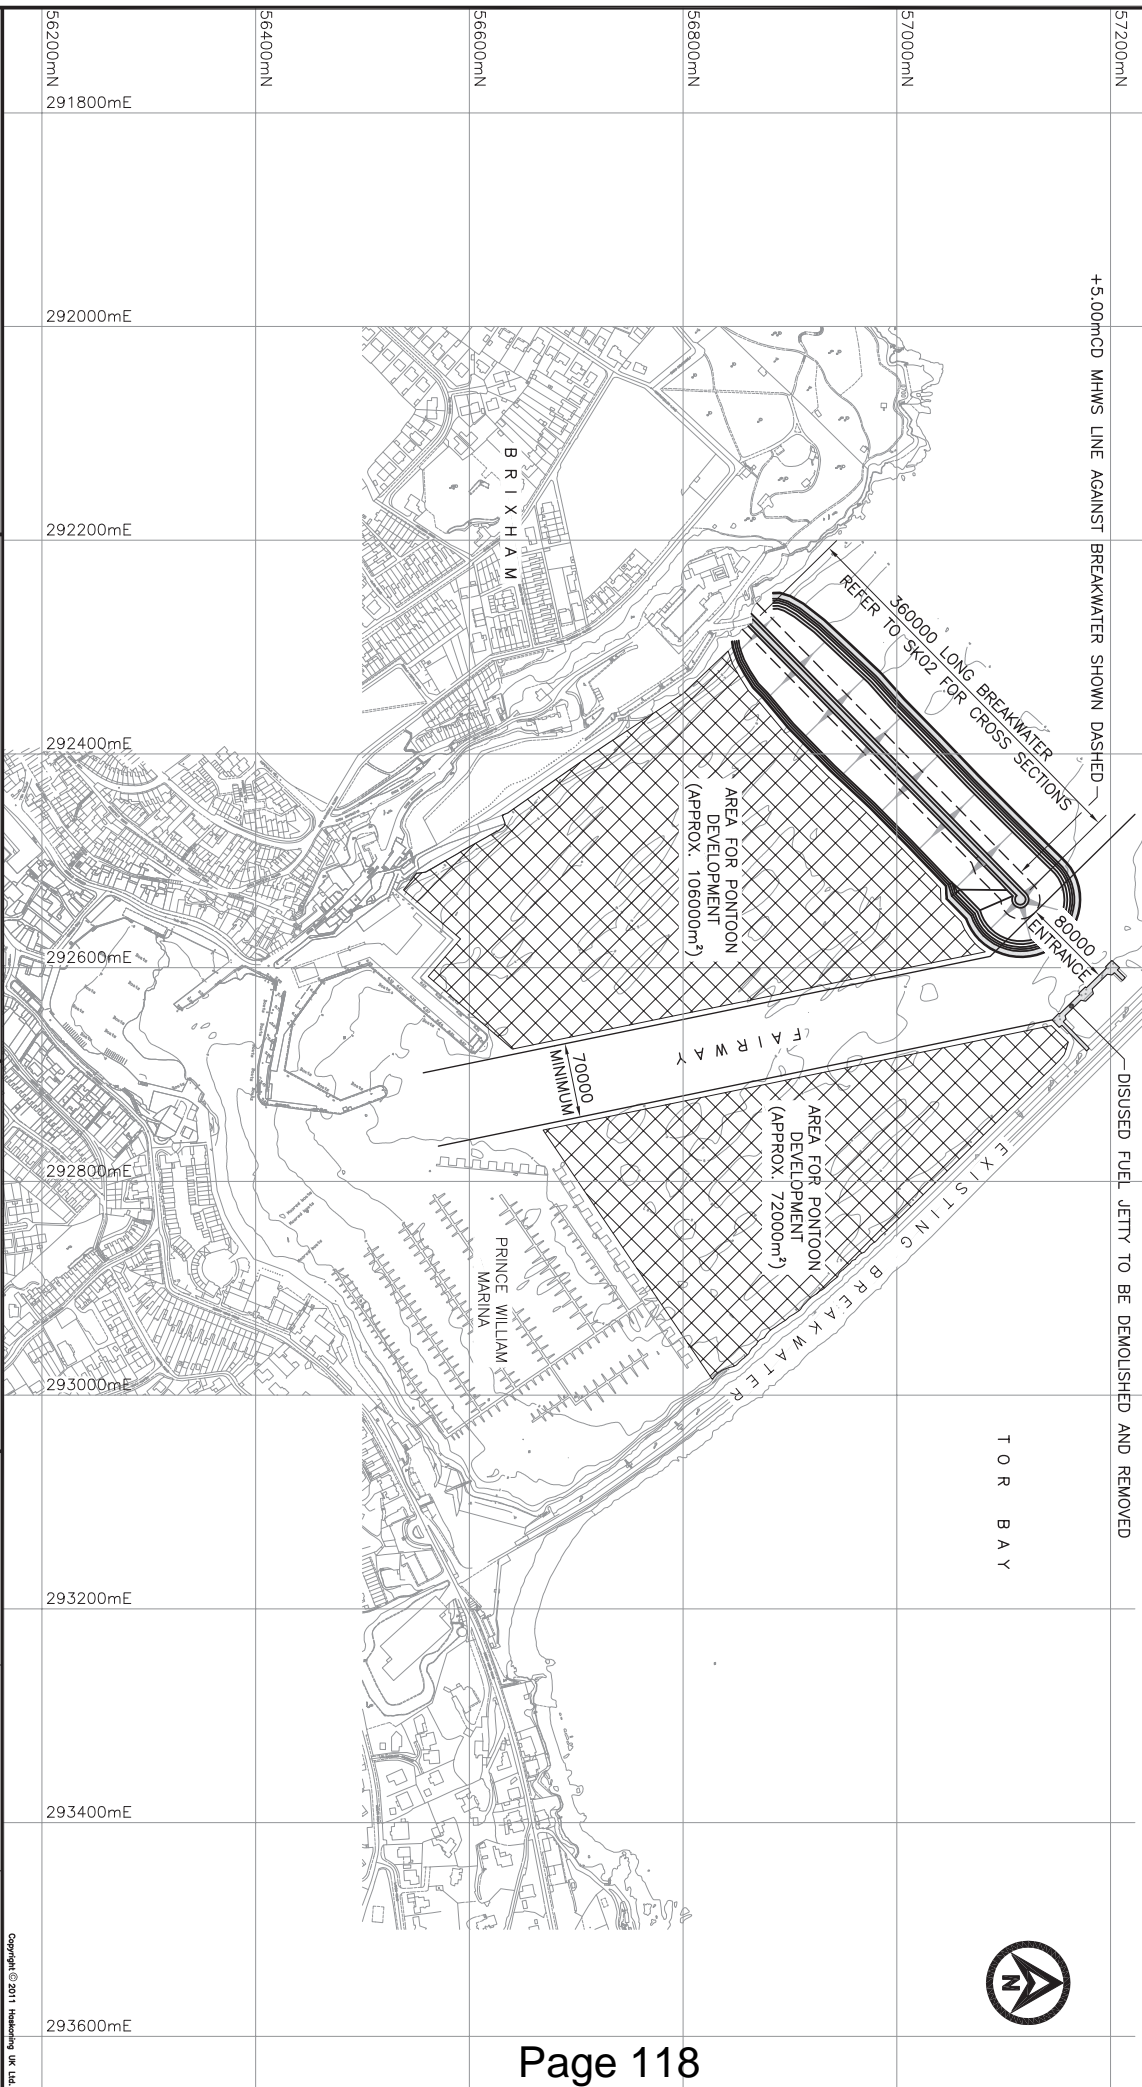 56200mN
56400mN
56600mN
56800mN
57000mN
57200mN
291800mE
292000mE
292200mE
292400mE
292600mE
292800mE
293000mE
293200mE
293400mE
293600mE
+5.00mCD MHWS LINE AGAINST BREAKWATER SHOWN DASHED
360000 LONG BREAKWATER
REFER TO SK02 FOR CROSS SECTIONS
80000
ENTRANCE
DISUSED FUEL JETTY TO BE DEMOLISHED AND REMOVED
BRIXHAM
AREA FOR PONTOON
DEVELOPMENT
(APPROX. 106000m²)
FAIRWAY
70000
MINIMUM
AREA FOR PONTOON
DEVELOPMENT
(APPROX. 72000m²)
EXISTING BREAKWATER
PRINCE WILLIAM
MARINA
TOR BAY
N
Copyright © 2011 Haskoning UK Ltd.
Page 118